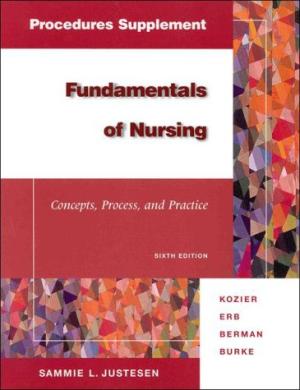 Procedures Supplement
Fundamentals
of Nursing
Concepts, Process, and Practice
SIXTH EDITION
KOZIER
ERB
BERMAN
BURKE
SAMMIE L. JUSTESEN